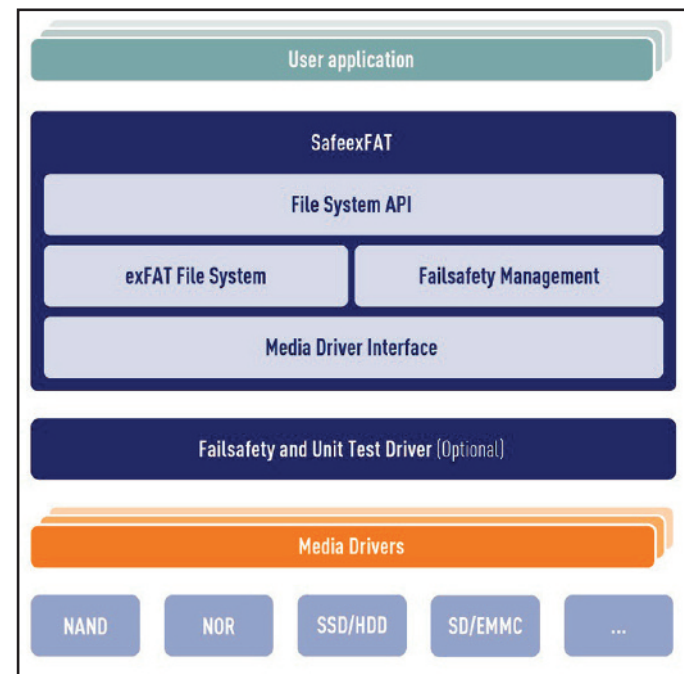 User application
SafeexFAT
File System API
exFAT File System
Failsafety Management
Media Driver Interface
Failsafety and Unit Test Driver (Optional)
Media Drivers
NAND
NOR
SSD/HDD
SD/EMMC
...